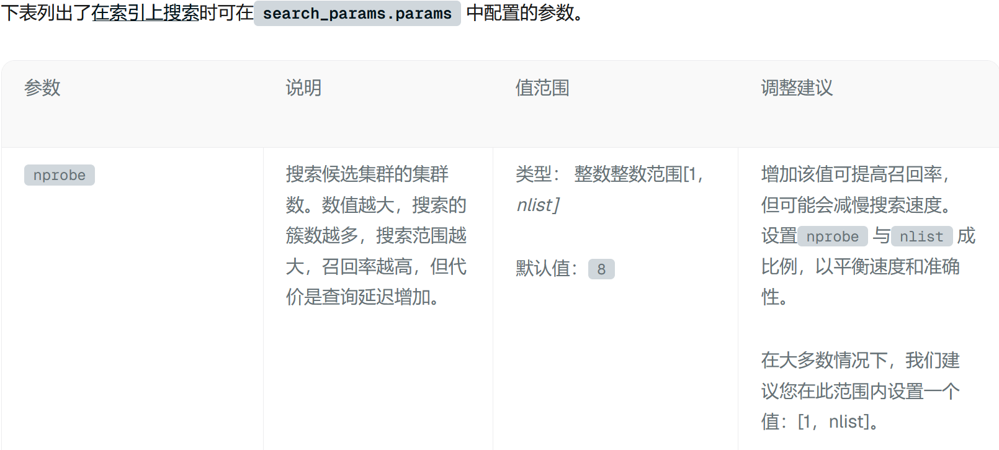 下表列出了在索引上搜索时可在 search_params.params 中配置的参数。
参数 说明 值范围 调整建议
nprobe
搜索候选集群的集群
数。数值越大，搜索的
簇数越多，搜索范围越
大，召回率越高，但代
价是查询延迟增加。
类型： 整数整数范围[1,
nlist]
默认值： 8
增加该值可提高召回率，
但可能会减慢搜索速度。
设置 nprobe 与 nlist 成
比例，以平衡速度和准确
性。
在大多数情况下，我们建
议您在此范围内设置一个
值：[1，nlist]。